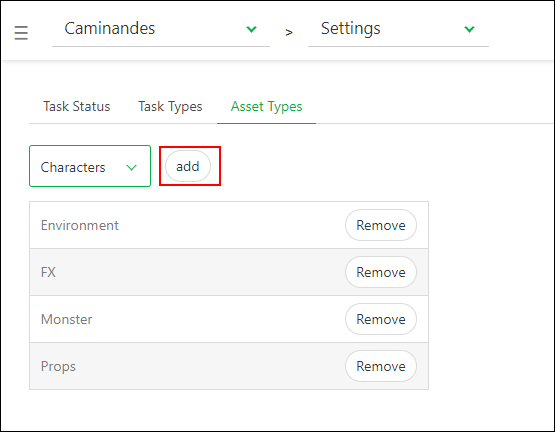 Caminandes > Settings
Task Status Task Types Asset Types
Characters add
Environment Remove
FX Remove
Monster Remove
Props Remove